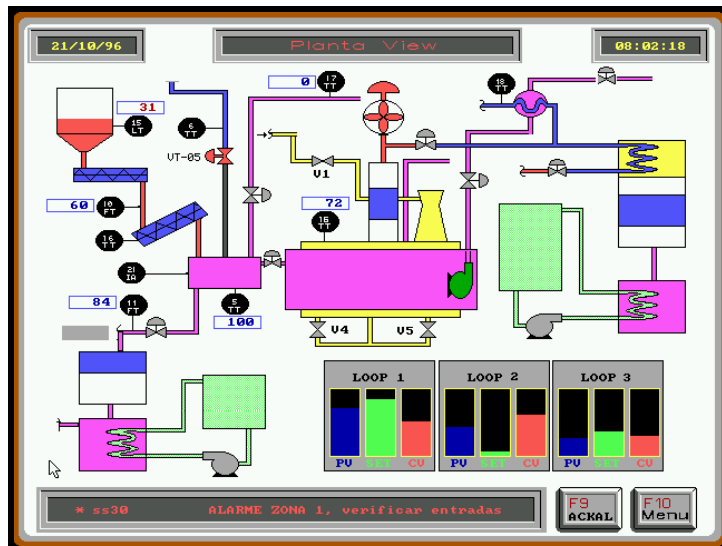 21/10/96
Planta View
08:02:18
0
17
TT
18
TT
31
15
LT
6
TT
VT-05
V1
60
10
FT
72
15
TT
16
TT
21
IA
84
11
FT
5
TT
100
V4
V5
LOOP 1
LOOP 2
LOOP 3
PV SET CV
PV SET CV
PV SET CV
* ss30 ALARME ZONA 1, verificar entradas
F9
ACKAL
F10
Menu